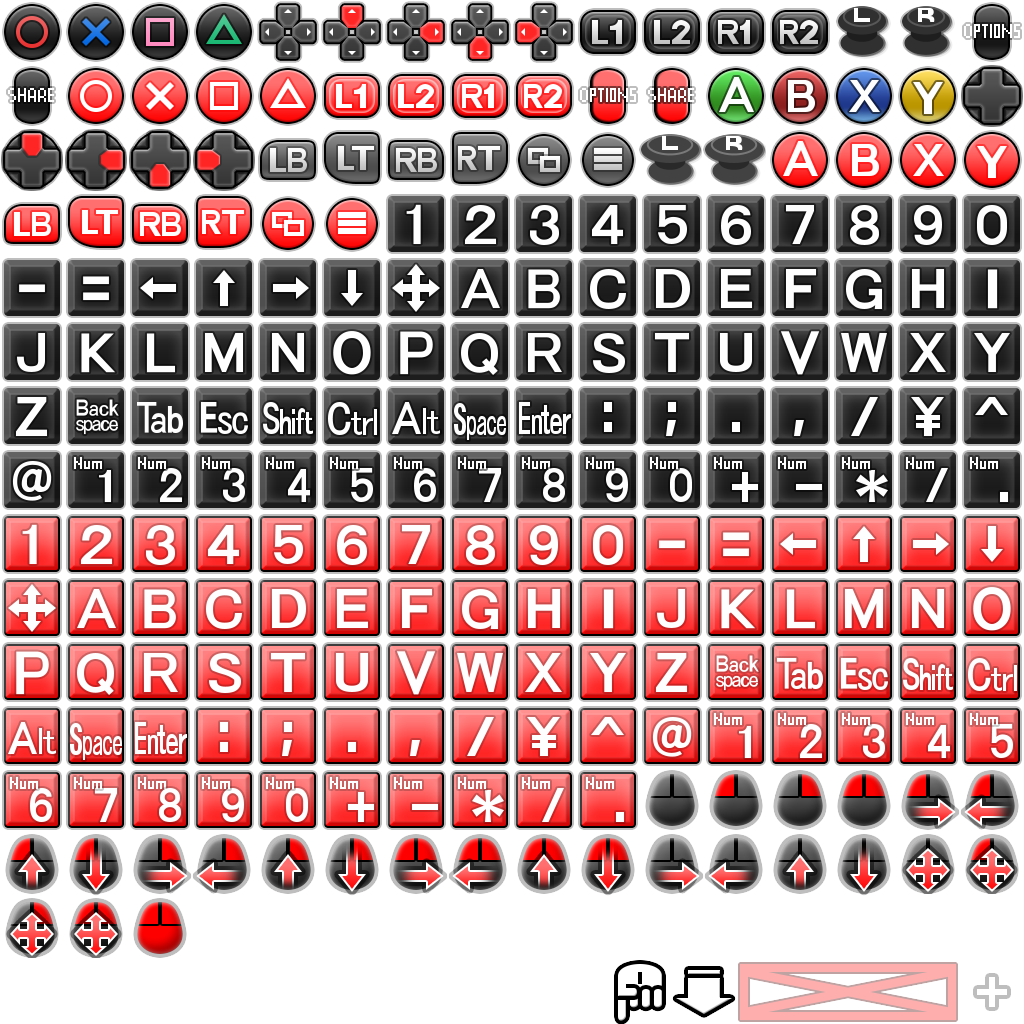 L1 L2 R1 R2 L R OPTIONS
SHARE L1 L2 R1 R2 OPTIONS SHARE A B X Y
LB LT RB RT L R A B X Y
LB LT RB RT 1 2 3 4 5 6 7 8 9 0
- = ← ↑ → ↓ A B C D E F G H I
J K L M N O P Q R S T U V W X Y
Z Back space Tab Esc Shift Ctrl Alt Space Enter : ; . , / ¥ ^
@ Num 1 Num 2 Num 3 Num 4 Num 5 Num 6 Num 7 Num 8 Num 9 Num 0 Num + Num - Num * Num / Num .
1 2 3 4 5 6 7 8 9 0 - = ← ↑ → ↓
A B C D E F G H I J K L M N O
P Q R S T U V W X Y Z Back space Tab Esc Shift Ctrl
Alt Space Enter : ; . , / ¥ ^ @ Num 1 Num 2 Num 3 Num 4 Num 5
Num 6 Num 7 Num 8 Num 9 Num 0 Num + Num - Num * Num / Num .